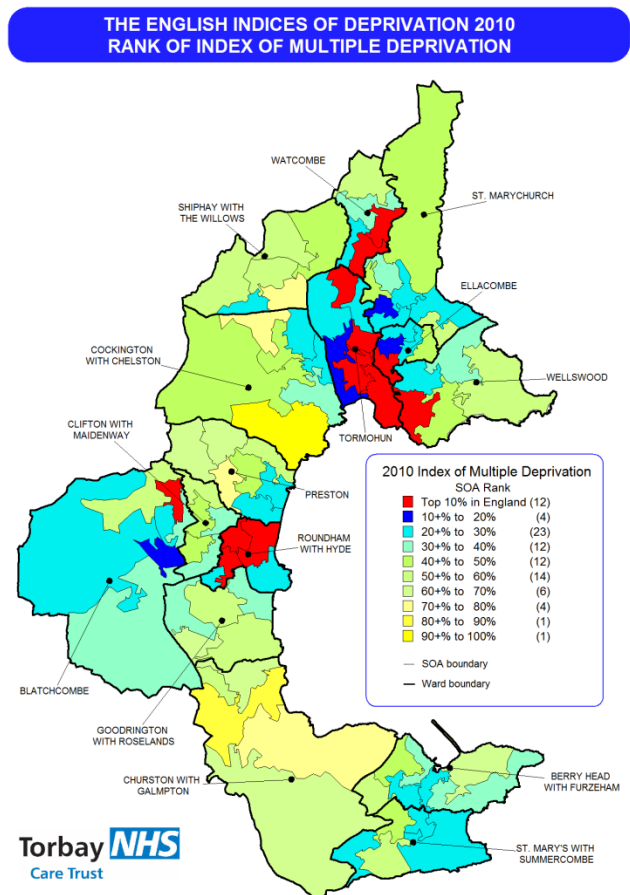 THE ENGLISH INDICES OF DEPRIVATION 2010
RANK OF INDEX OF MULTIPLE DEPRIVATION
WATCOMBE
ST. MARYCHURCH
SHIPHAY WITH
THE WILLOWS
ELLACOMBE
COCKINGTON
WITH CHELSTON
WELLSWOOD
CLIFTON WITH
MAIDENWAY
TORMOHUN
PRESTON
ROUNDHAM
WITH HYDE
2010 Index of Multiple Deprivation
SOA Rank
Top 10% in England (12)
10+% to 20% (4)
20+% to 30% (23)
30+% to 40% (12)
40+% to 50% (12)
50+% to 60% (14)
60+% to 70% (6)
70+% to 80% (4)
80+% to 90% (1)
90+% to 100% (1)
SOA boundary
Ward boundary
BLATCHCOMBE
GOODRINGTON
WITH ROSELANDS
CHURSTON WITH
GALMPTON
BERRY HEAD
WITH FURZEHAM
ST. MARY'S WITH
SUMMERCOMBE
Torbay NHS
Care Trust